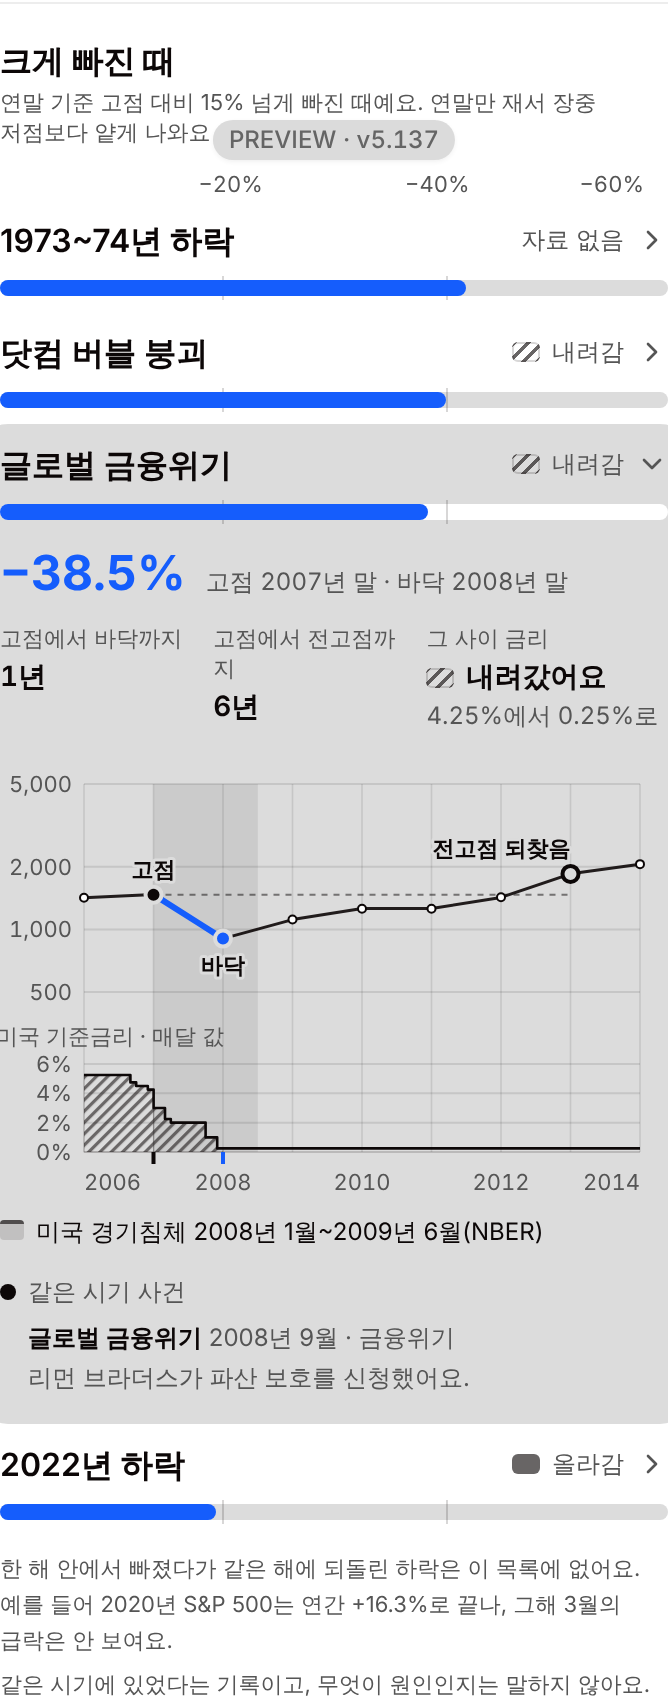 크게 빠진 때
연말 기준 고점 대비 15% 넘게 빠진 때예요. 연말만 재서 장중
저점보다 얕게 나와요
PREVIEW · v5.137
−20% −40% −60%
1973~74년 하락 자료 없음
닷컴 버블 붕괴 내려감
글로벌 금융위기 내려감
−38.5% 고점 2007년 말 · 바닥 2008년 말
고점에서 바닥까지
1년
고점에서 전고점까
지
6년
그 사이 금리
내려갔어요
4.25%에서 0.25%로
5,000
2,000
1,000
500
고점
바닥
전고점 되찾음
미국 기준금리 · 매달 값
6%
4%
2%
0%
2006 2008 2010 2012 2014
미국 경기침체 2008년 1월~2009년 6월(NBER)
같은 시기 사건
글로벌 금융위기 2008년 9월 · 금융위기
리먼 브라더스가 파산 보호를 신청했어요.
2022년 하락 올라감
한 해 안에서 빠졌다가 같은 해에 되돌린 하락은 이 목록에 없어요.
예를 들어 2020년 S&P 500는 연간 +16.3%로 끝나, 그해 3월의
급락은 안 보여요.
같은 시기에 있었다는 기록이고, 무엇이 원인인지는 말하지 않아요.